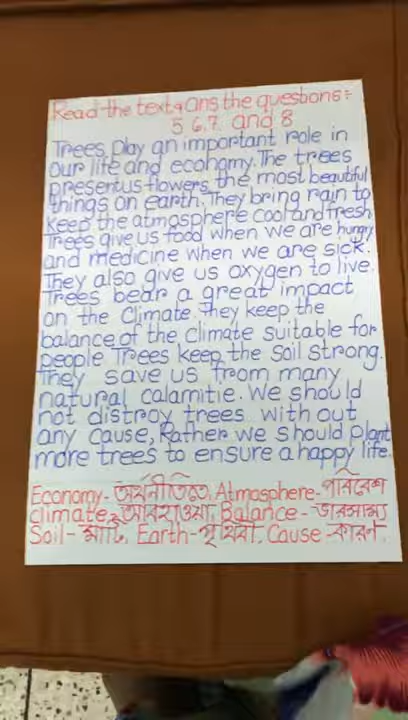 Read the text q ans the questions:-
5 6,7, and 8
Trees play an important role in
our life and economy. The trees
present us flowers, the most beautiful
things on earth. They bring rain to
keep the atmosphere cool and fresh
Trees give us food when we are hungry
and medicine when we are sick.
They also give us oxygen to live.
Trees bear a great impact
on the Climate. They keep the
balance of the Climate suitable for
people Trees keep the Soil strong.
They save us from many
natural calamitie. We should
not distroy trees with out
any cause, Rather we should plant
more trees to ensure a happy life.
Economy- অর্থনীতিতে, Atmosphere- পরিবেশ
climate- আবহাওয়া, Balance- ভারসাম্য
Soil- মাটি, Earth- পৃথিবী, Cause- কারণ.